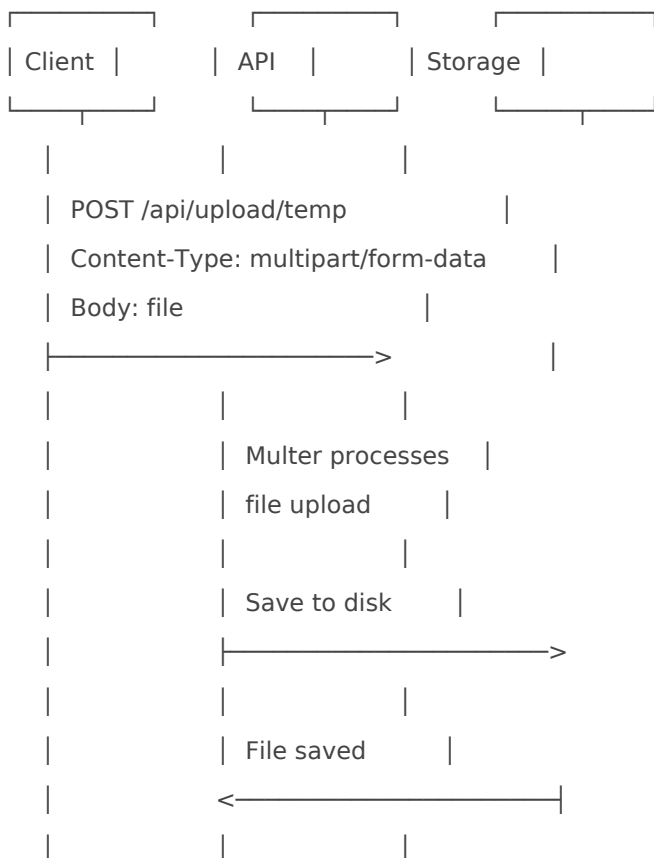 Client API Storage
POST /api/upload/temp
Content-Type: multipart/form-data
Body: file
Multer processes
file upload
Save to disk
File saved